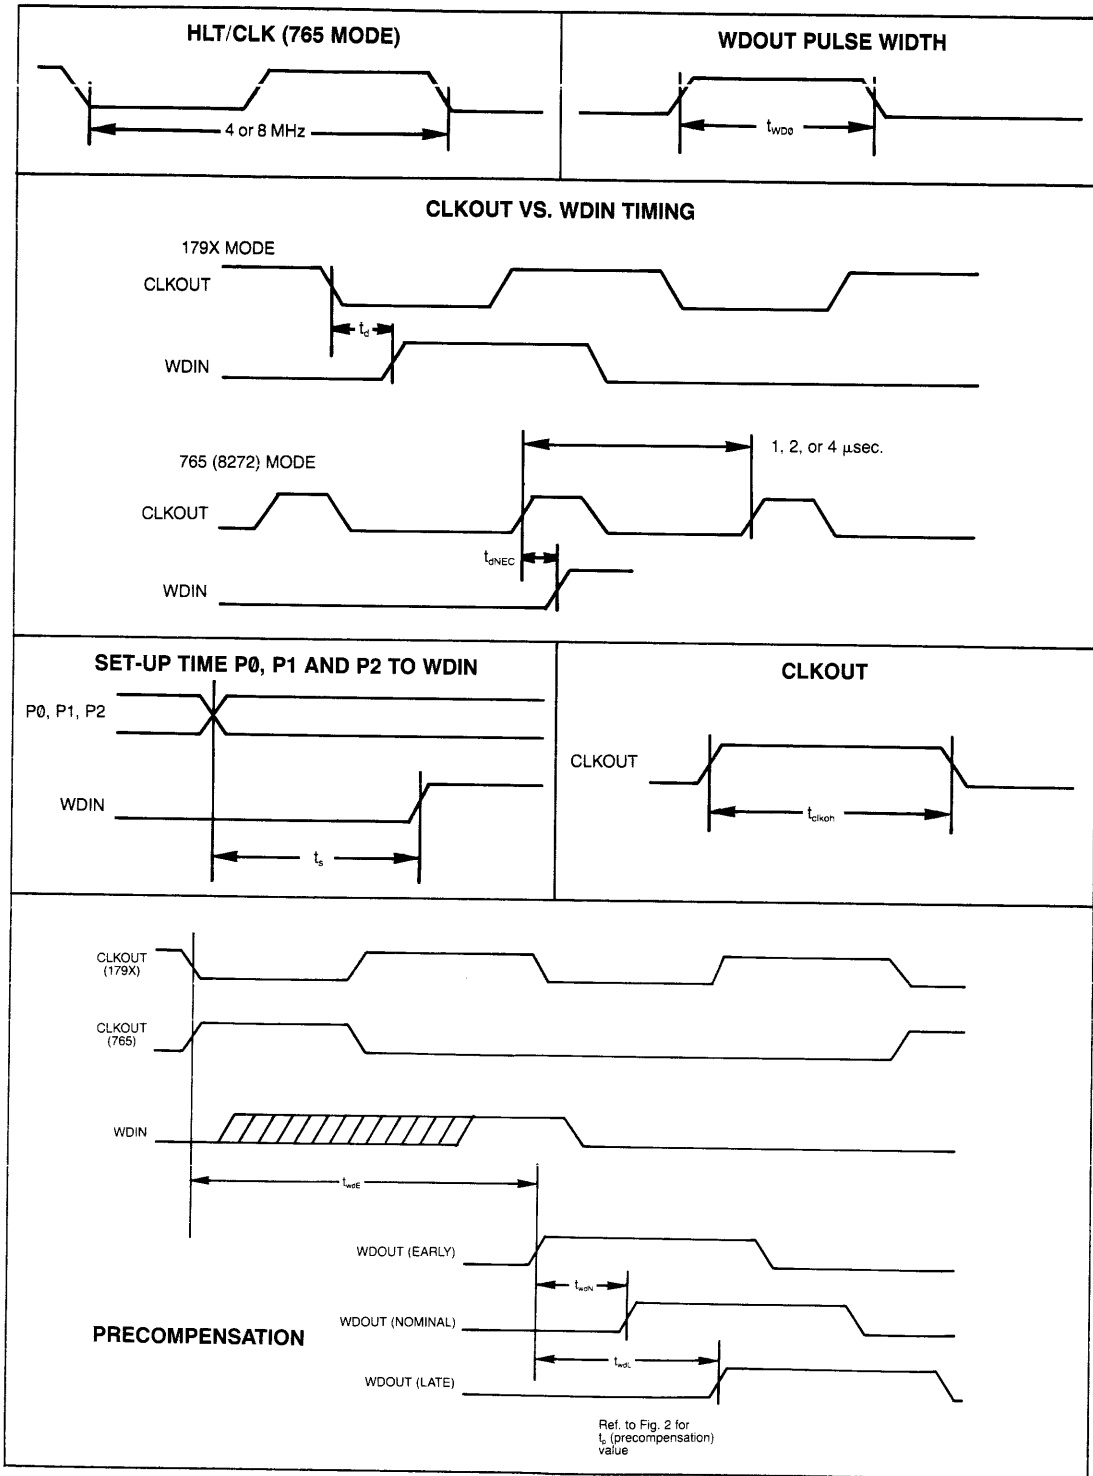 HLT/CLK (765 MODE)
4 or 8 MHz
WDOUT PULSE WIDTH
tWDØ
CLKOUT VS. WDIN TIMING
179X MODE
CLKOUT
td
WDIN
765 (8272) MODE
1, 2, or 4 μsec.
CLKOUT
tdNEC
WDIN
SET-UP TIME PØ, P1 AND P2 TO WDIN
PØ, P1, P2
WDIN
ts
CLKOUT
CLKOUT
tclkoh
CLKOUT
(179X)
CLKOUT
(765)
WDIN
twdE
WDOUT (EARLY)
twdN
WDOUT (NOMINAL)
PRECOMPENSATION
twdL
WDOUT (LATE)
Ref. to Fig. 2 for
tp (precompensation)
value